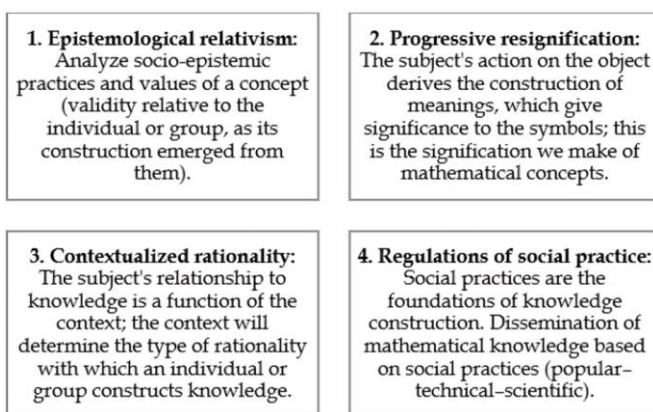 1. Epistemological relativism:
Analyze socio-epistemic
practices and values of a concept
(validity relative to the
individual or group, as its
construction emerged from
them).
2. Progressive resignification:
The subject's action on the object
derives the construction of
meanings, which give
significance to the symbols; this
is the signification we make of
mathematical concepts.
3. Contextualized rationality:
The subject's relationship to
knowledge is a function of the
context; the context will
determine the type of rationality
with which an individual or
group constructs knowledge.
4. Regulations of social practice:
Social practices are the
foundations of knowledge
construction. Dissemination of
mathematical knowledge based
on social practices (popular–
technical–scientific).